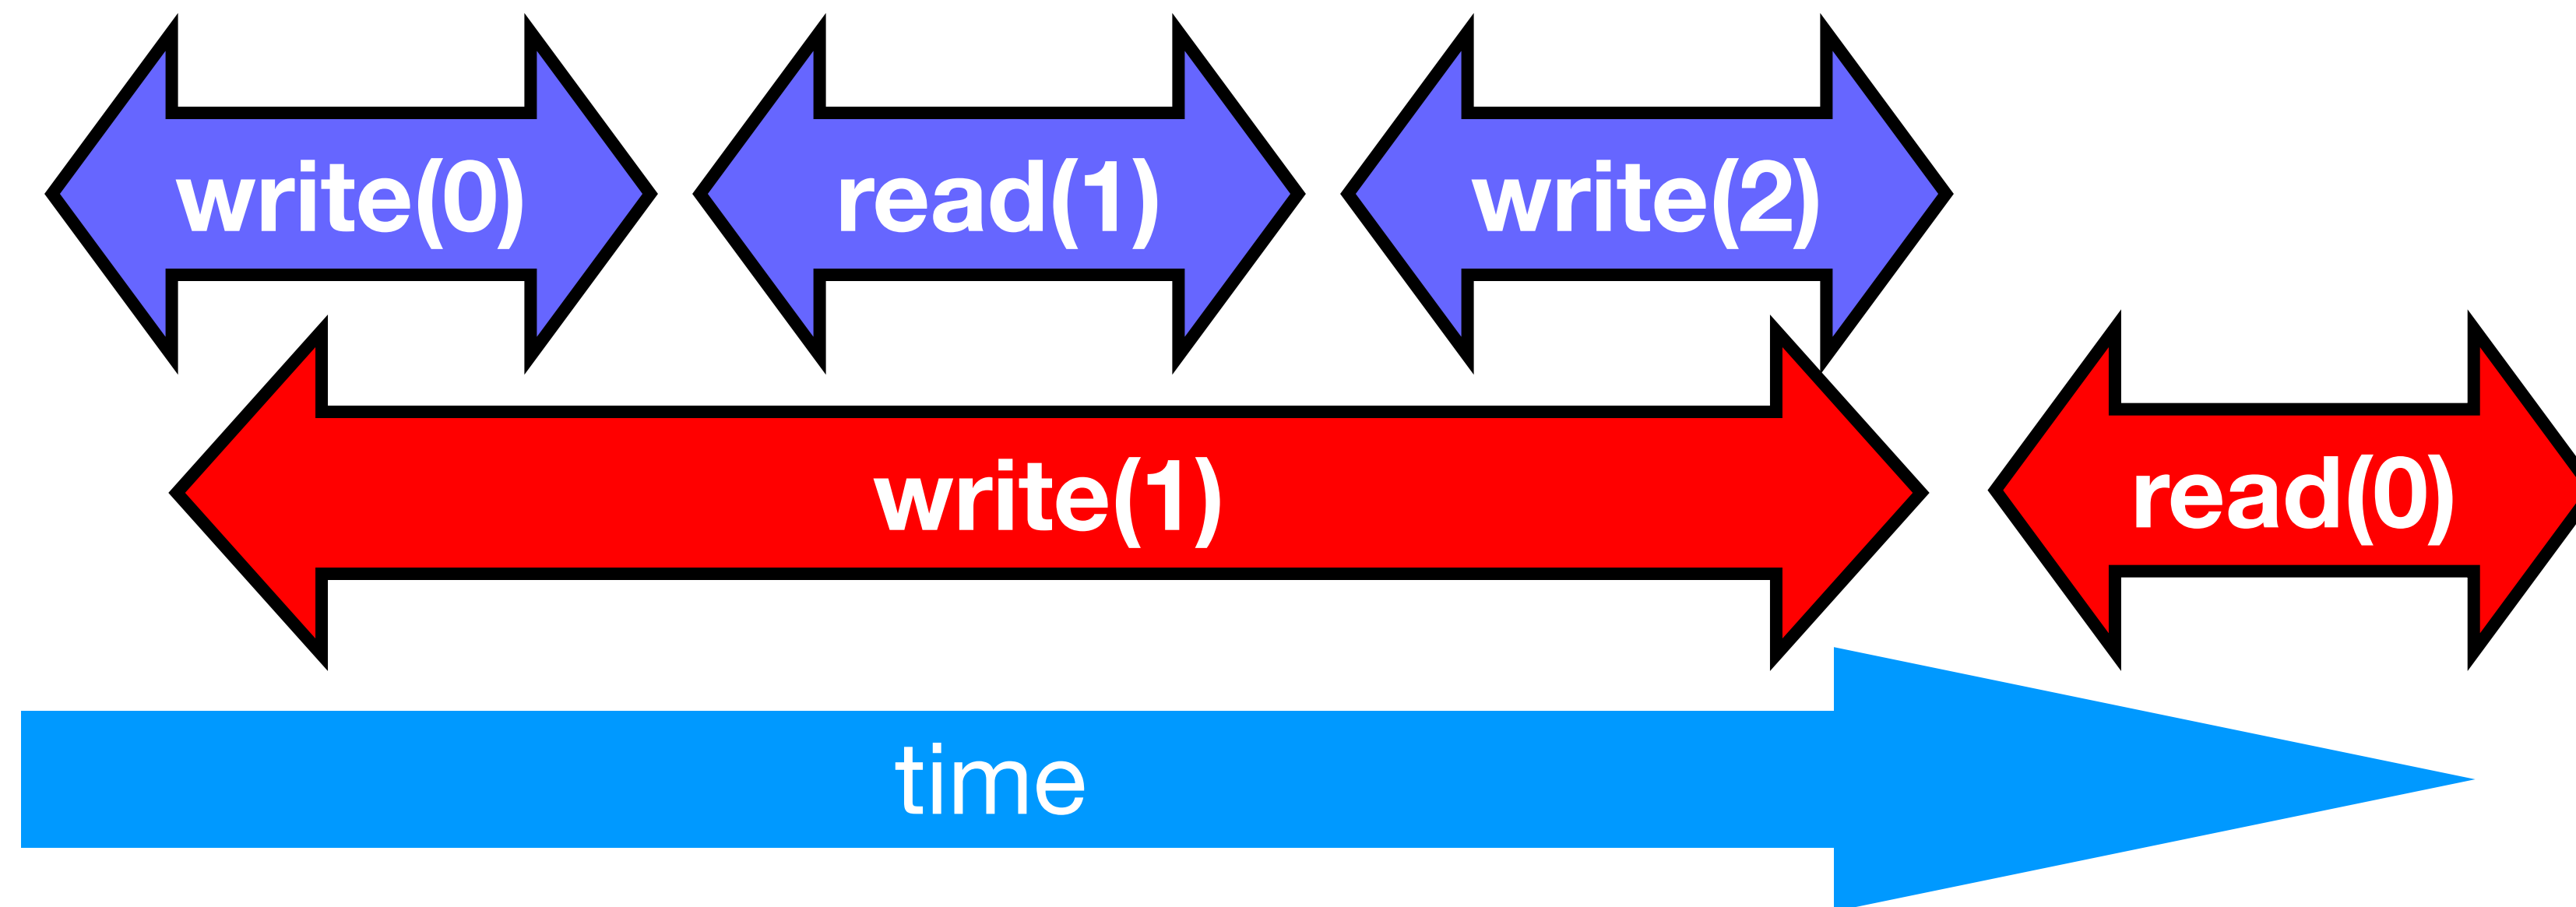 write(0) read(1) write(2)
write(1) read(0)
time